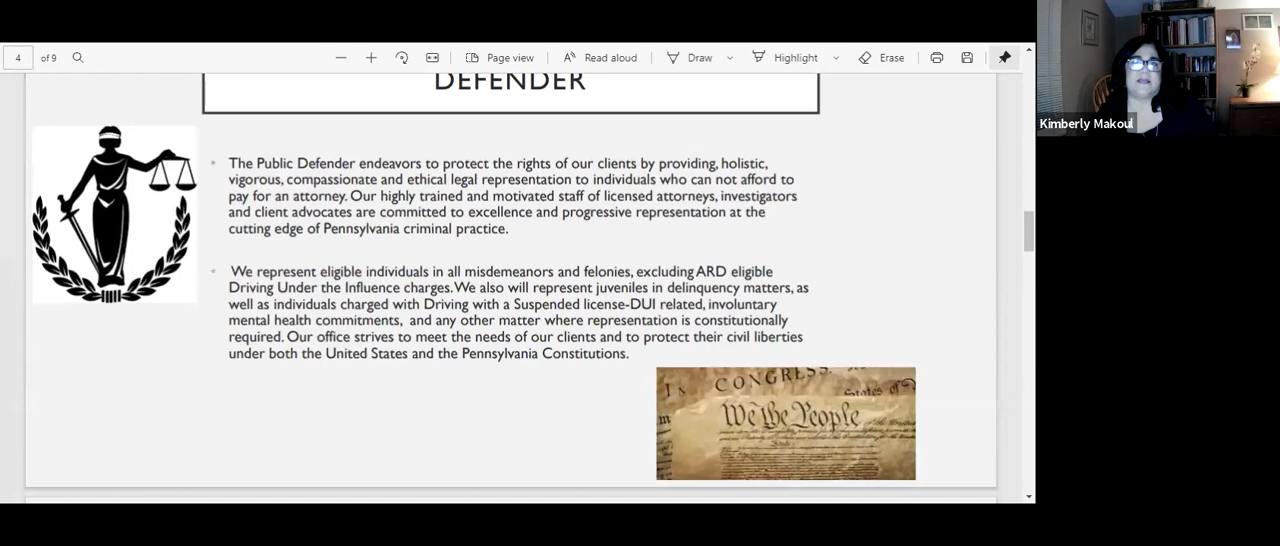 Kimberly Makoul
4 of 9
Page view
Read aloud
Draw
Highlight
Erase
DEFENDER
The Public Defender endeavors to protect the rights of our clients by providing, holistic,
vigorous, compassionate and ethical legal representation to individuals who can not afford to
pay for an attorney. Our highly trained and motivated staff of licensed attorneys, investigators
and client advocates are committed to excellence and progressive representation at the
cutting edge of Pennsylvania criminal practice.
We represent eligible individuals in all misdemeanors and felonies, excluding ARD eligible
Driving Under the Influence charges. We also will represent juveniles in delinquency matters, as
well as individuals charged with Driving with a Suspended license-DUI related, involuntary
mental health commitments, and any other matter where representation is constitutionally
required. Our office strives to meet the needs of our clients and to protect their civil liberties
under both the United States and the Pennsylvania Constitutions.
IN CONGRESS.
States of
We the People